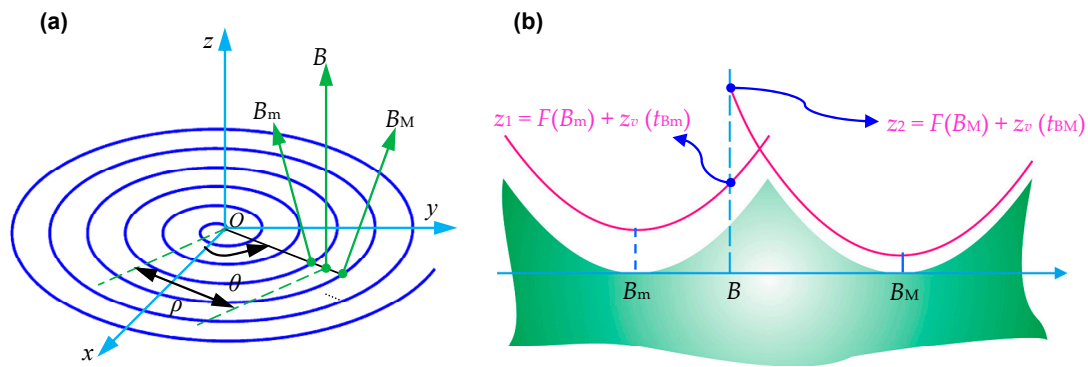 (a)
z
B
Bm
BM
O
y
θ
ρ
x
(b)
z1 = F(Bm) + zv (tBm)
z2 = F(BM) + zv (tBM)
Bm
B
BM